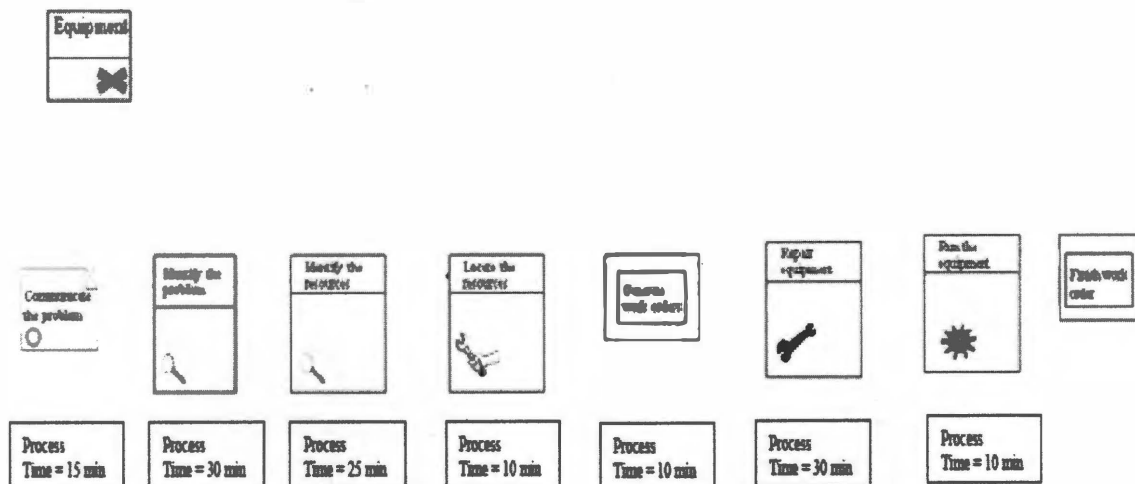 Equipment
Communicate
the problem
Identify the
problem
Identify the
resources
Locate the
resources
Generate
work orders
Repair
equipment
Run the
equipment
Finish work
order
Process
Time = 15 min
Process
Time = 30 min
Process
Time = 25 min
Process
Time = 10 min
Process
Time = 10 min
Process
Time = 30 min
Process
Time = 10 min